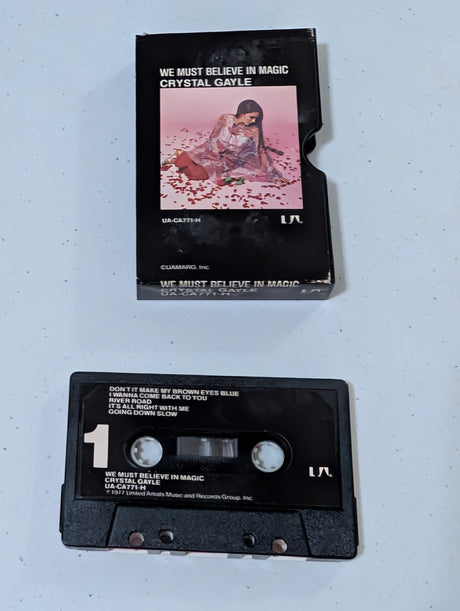 WE MUST BELIEVE IN MAGIC
CRYSTAL GAYLE
UA-CA771-H
UA
©UAMARG, Inc.
WE MUST BELIEVE IN MAGIC
CRYSTAL GAYLE
UA-CA771-H
UA
DON'T IT MAKE MY BROWN EYES BLUE
I WANNA COME BACK TO YOU
RIVER ROAD
IT'S ALL RIGHT WITH ME
GOING DOWN SLOW
1
UA
WE MUST BELIEVE IN MAGIC
CRYSTAL GAYLE
UA-CA771-H
℗1977 United Artists Music and Records Group, Inc